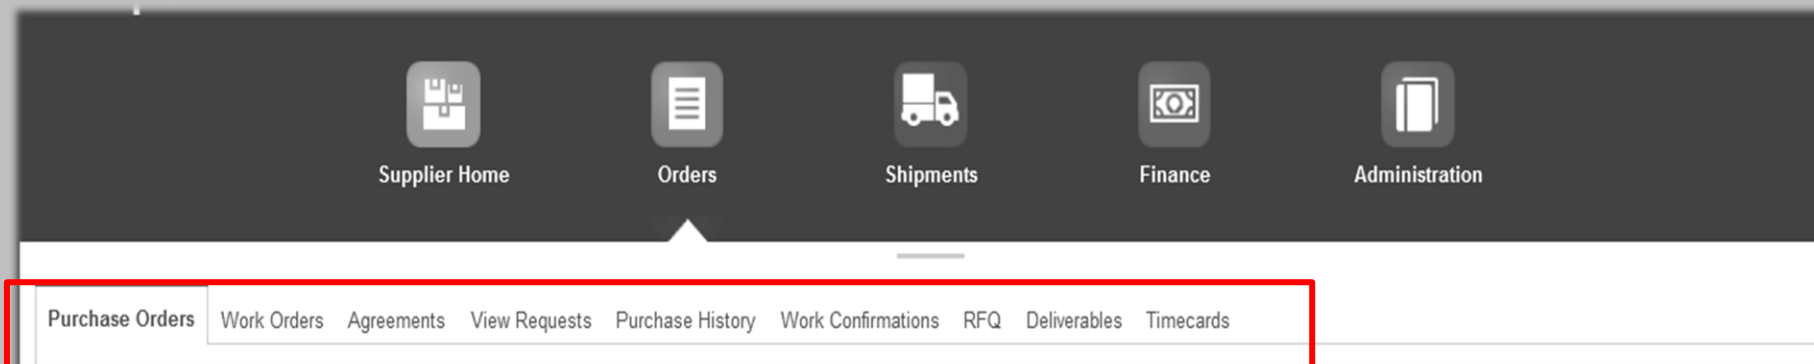 Supplier Home Orders Shipments Finance Administration
Purchase Orders Work Orders Agreements View Requests Purchase History Work Confirmations RFQ Deliverables Timecards